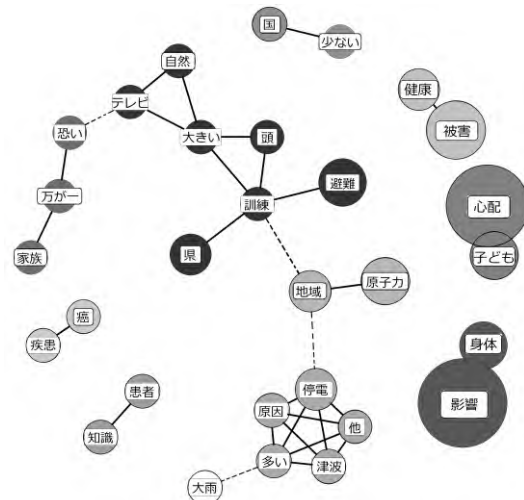 国
少ない
自然
テレビ
健康
恐い
大きい
頭
被害
避難
万が一
訓練
心配
家族
県
子ども
地域
原子力
癌
疾患
身体
患者
停電
影響
原因
他
知識
多い
津波
大雨